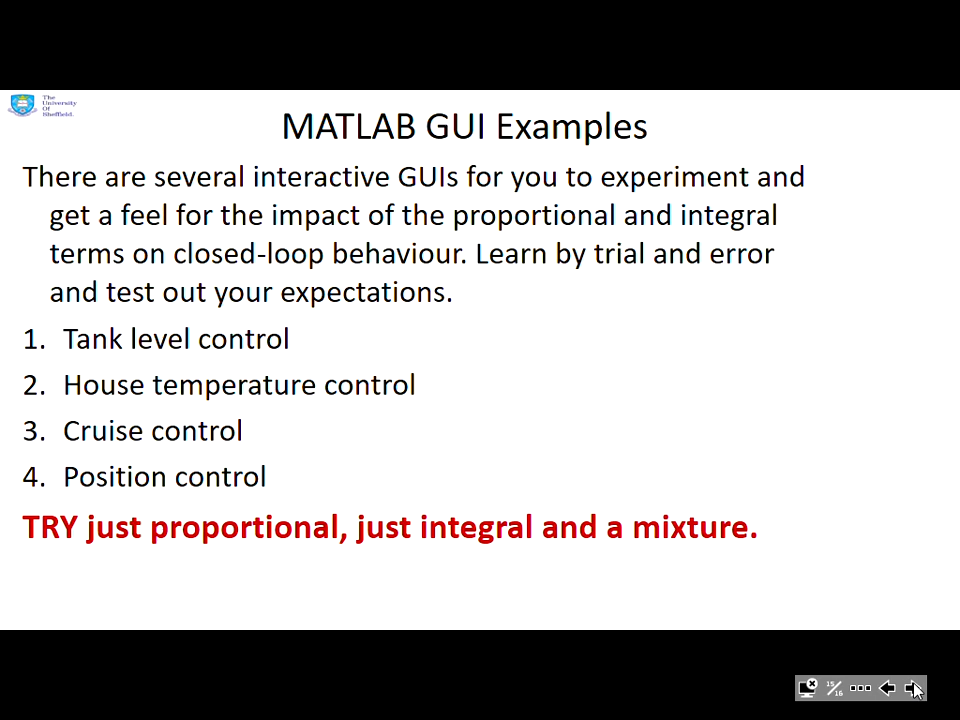 The
University
Of
Sheffield.
MATLAB GUI Examples
There are several interactive GUIs for you to experiment and
get a feel for the impact of the proportional and integral
terms on closed-loop behaviour. Learn by trial and error
and test out your expectations.
1. Tank level control
2. House temperature control
3. Cruise control
4. Position control
TRY just proportional, just integral and a mixture.
15/16